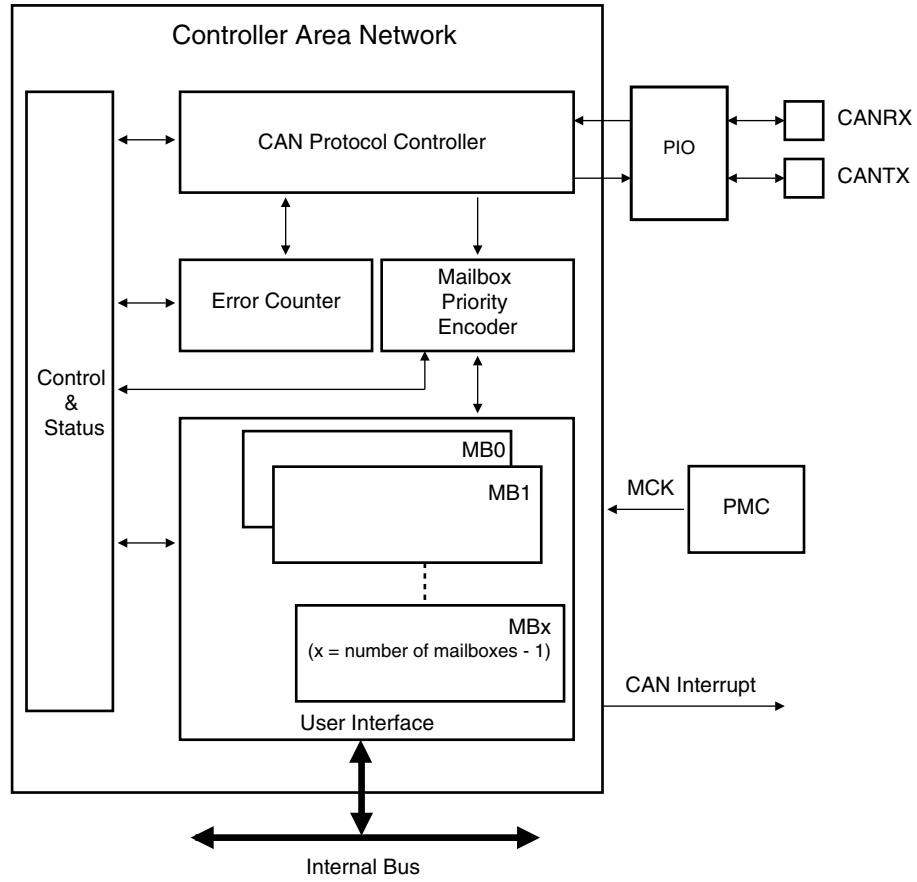 Controller Area Network
CAN Protocol Controller
PIO
CANRX
CANTX
Error Counter
Mailbox
Priority
Encoder
Control
&
Status
MB0
MB1
MCK
PMC
MBx
(x = number of mailboxes - 1)
CAN Interrupt
User Interface
Internal Bus